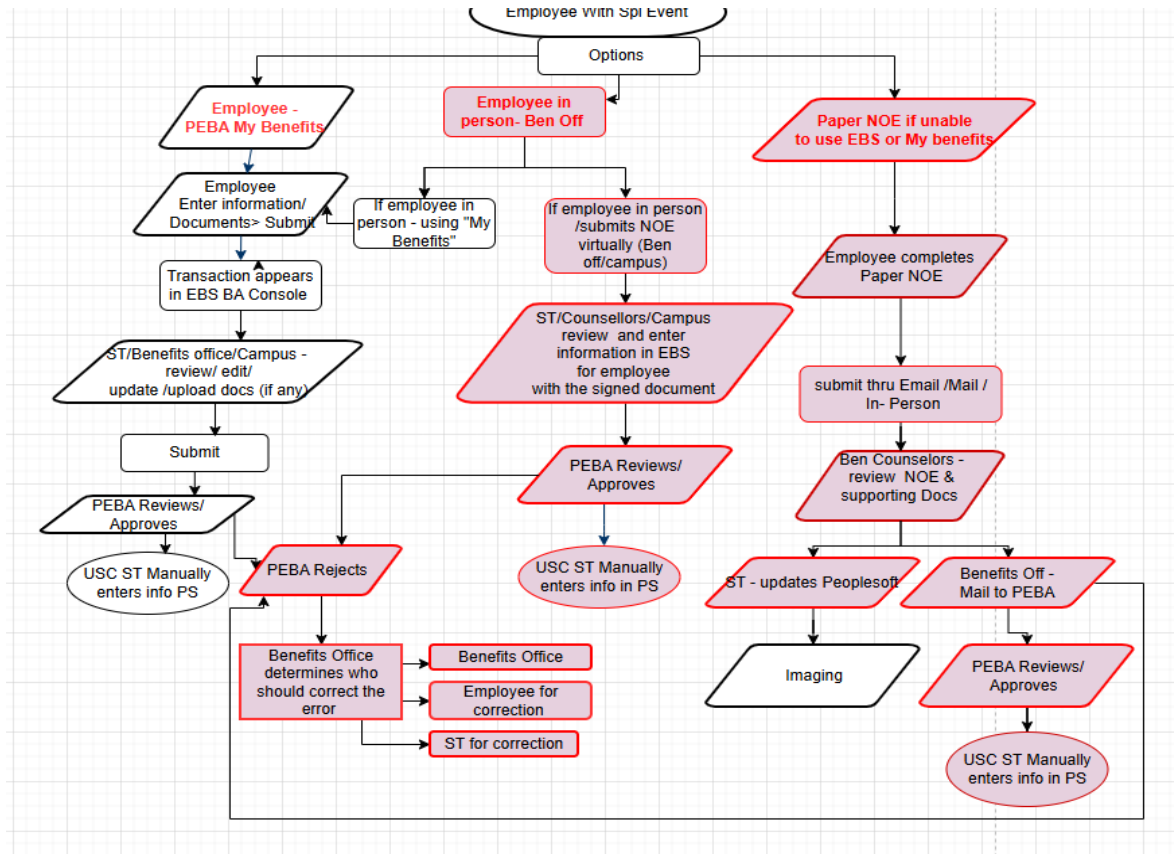 Employee With Spl Event
Options
Employee -
PEBA My Benefits
Employee in
person- Ben Off
Paper NOE if unable
to use EBS or My benefits
Employee
Enter information/
Documents> Submit
If employee in
person - using "My
Benefits"
If employee in person
/submits NOE
virtually (Ben
off/campus)
Employee completes
Paper NOE
Transaction appears
in EBS BA Console
ST/Counsellors/Campus
review and enter
information in EBS
for employee
with the signed document
ST/Benefits office/Campus -
review/ edit/
update /upload docs (if any)
submit thru Email /Mail /
In- Person
Submit
PEBA Reviews/
Approves
Ben Counselors -
review NOE &
supporting Docs
PEBA Reviews/
Approves
USC ST Manually
enters info PS
PEBA Rejects
USC ST Manually
enters info in PS
ST - updates Peoplesoft
Benefits Off -
Mail to PEBA
Benefits Office
determines who
should correct the
error
Benefits Office
Employee for
correction
ST for correction
Imaging
PEBA Reviews/
Approves
USC ST Manually
enters info in PS